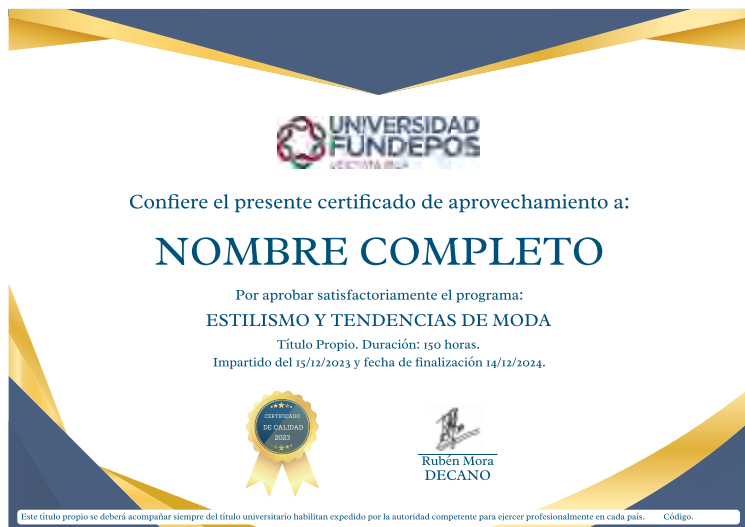 UNIVERSIDAD
FUNDEPOS
Confiere el presente certificado de aprovechamiento a:
NOMBRE COMPLETO
Por aprobar satisfactoriamente el programa:
ESTILISMO Y TENDENCIAS DE MODA
Título Propio. Duración: 150 horas.
Impartido del 15/12/2023 y fecha de finalización 14/12/2024.
CERTIFICADO
DE CALIDAD
2023
Rubén Mora
DECANO
Este título propio se deberá acompañar siempre del título universitario habilitan expedido por la autoridad competente para ejercer profesionalmente en cada país. Código.